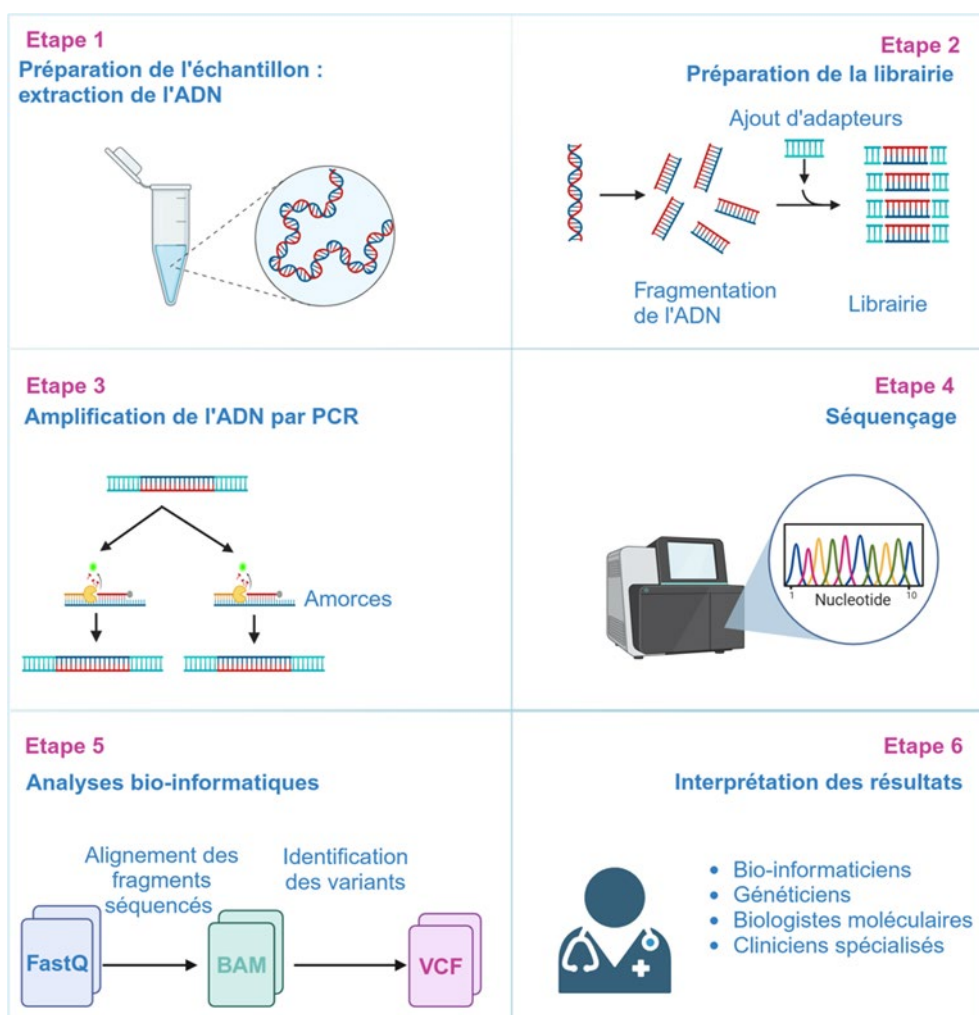 Etape 1
Préparation de l'échantillon :
extraction de l'ADN
Etape 2
Préparation de la librairie
Ajout d'adapteurs
Fragmentation
de l'ADN
Librairie
Etape 3
Amplification de l'ADN par PCR
Amorces
Etape 4
Séquençage
1
Nucleotide
10
Etape 5
Analyses bio-informatiques
Alignement des
fragments
séquencés
Identification
des variants
FastQ
BAM
VCF
Etape 6
Interprétation des résultats
• Bio-informaticiens
• Généticiens
• Biologistes moléculaires
• Cliniciens spécialisés